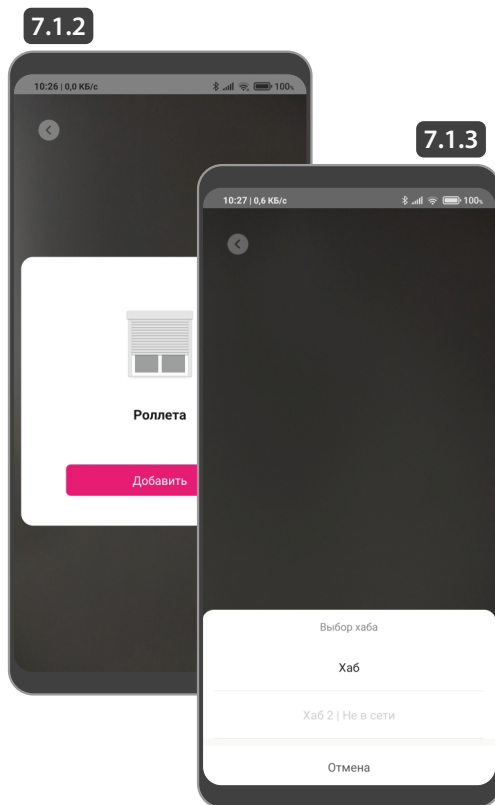 7.1.2
10:26 | 0,0 КБ/с
100%
Роллета
Добавить
7.1.3
10:27 | 0,6 КБ/с
100%
Выбор хаба
Хаб
Хаб 2 | Не в сети
Отмена